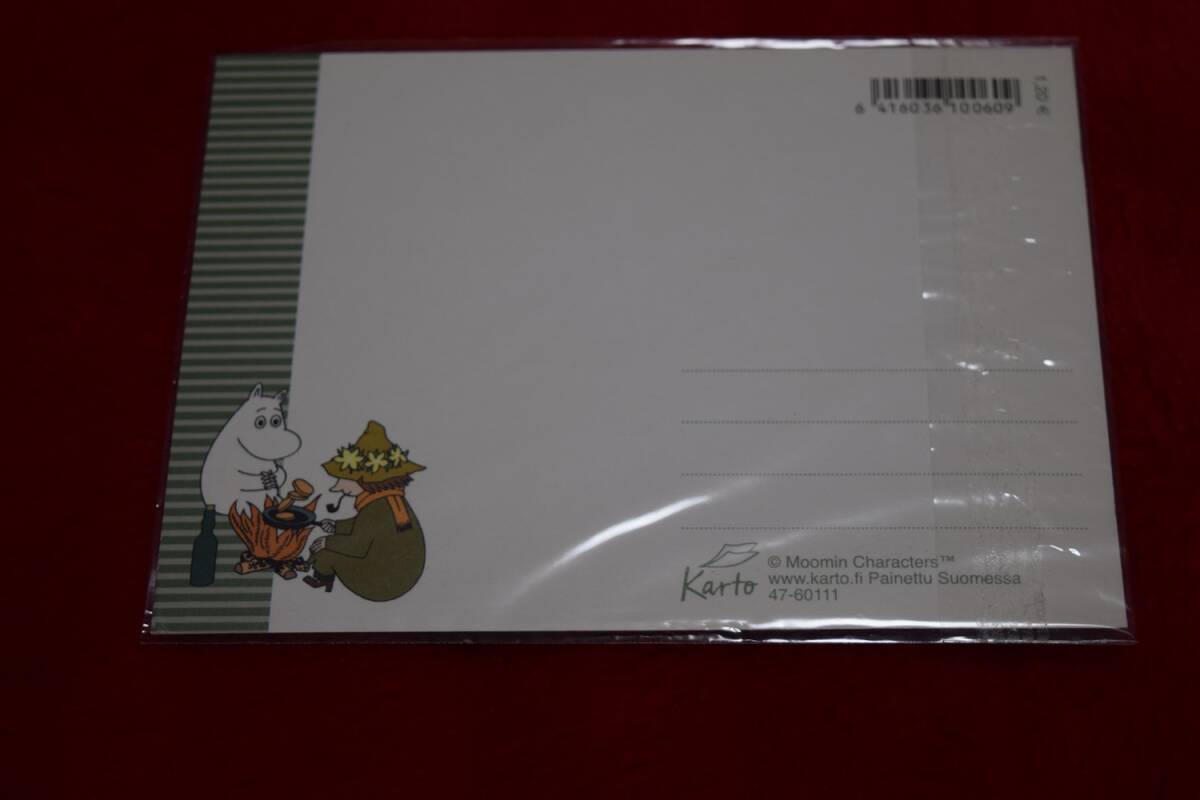 6 416036 100609
1,20 €
Karto
© Moomin Characters™
www.karto.fi Painettu Suomessa
47-60111